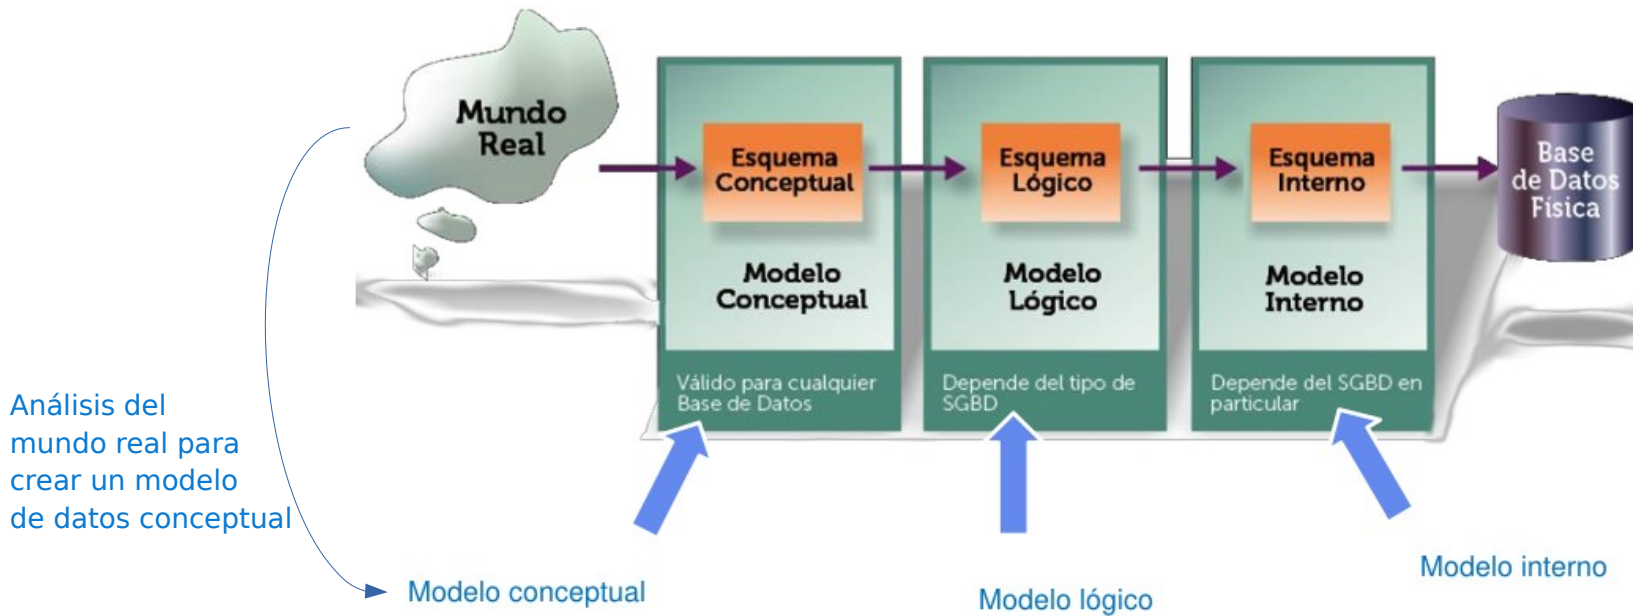 Mundo
Real
Esquema
Conceptual
Modelo
Conceptual
Válido para cualquier
Base de Datos
Esquema
Lógico
Modelo
Lógico
Depende del tipo de
SGBD
Esquema
Interno
Modelo
Interno
Depende del SGBD en
particular
Base
de Datos
Física
Análisis del
mundo real para
crear un modelo
de datos conceptual
Modelo conceptual
Modelo lógico
Modelo interno